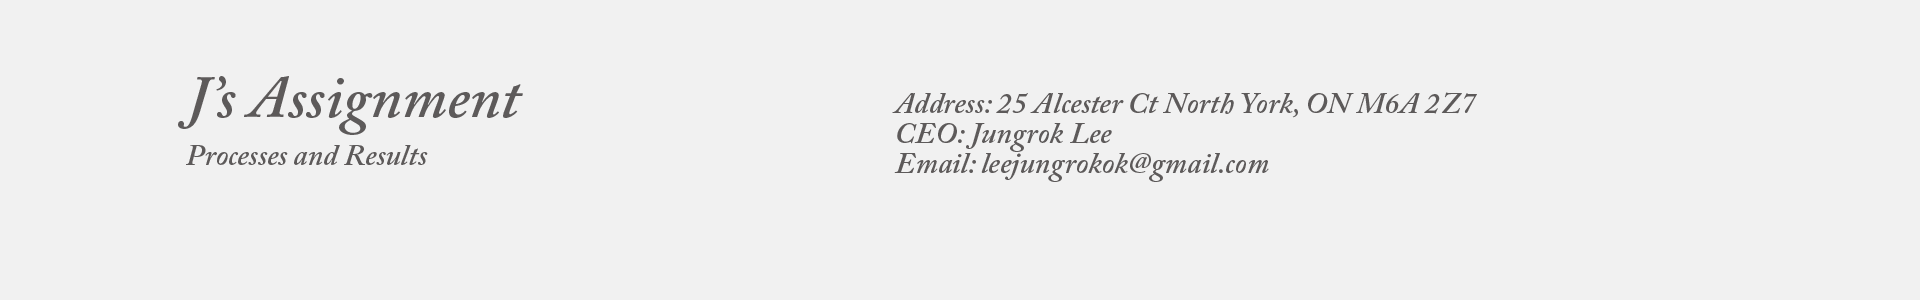 J’s Assignment
Processes and Results
Address: 25 Alcester Ct North York, ON M6A 2Z7
CEO: Jungrok Lee
Email: leejungrokok@gmail.com